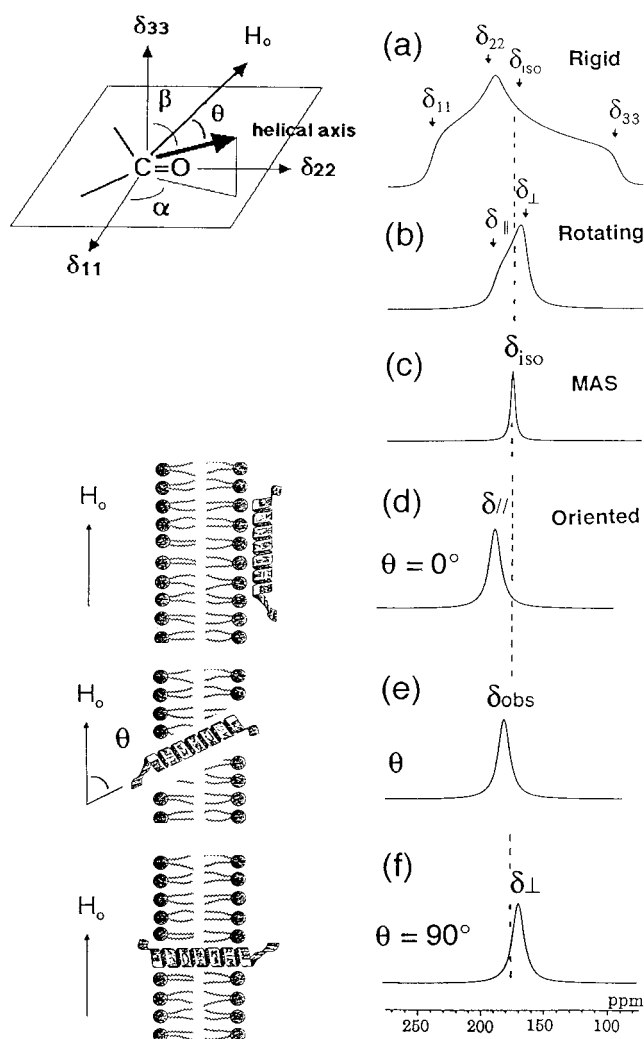 δ33
H₀
β
θ
helical axis
C=O
δ22
α
δ11
(a)
δ22
δiso
Rigid
δ11
δ33
(b)
δ∥
δ⊥
Rotating
(c)
δiso
MAS
H₀
(d)
δ//
Oriented
θ = 0°
H₀
θ
(e)
δobs
θ
H₀
(f)
δ⊥
θ = 90°
ppm
250
200
150
100